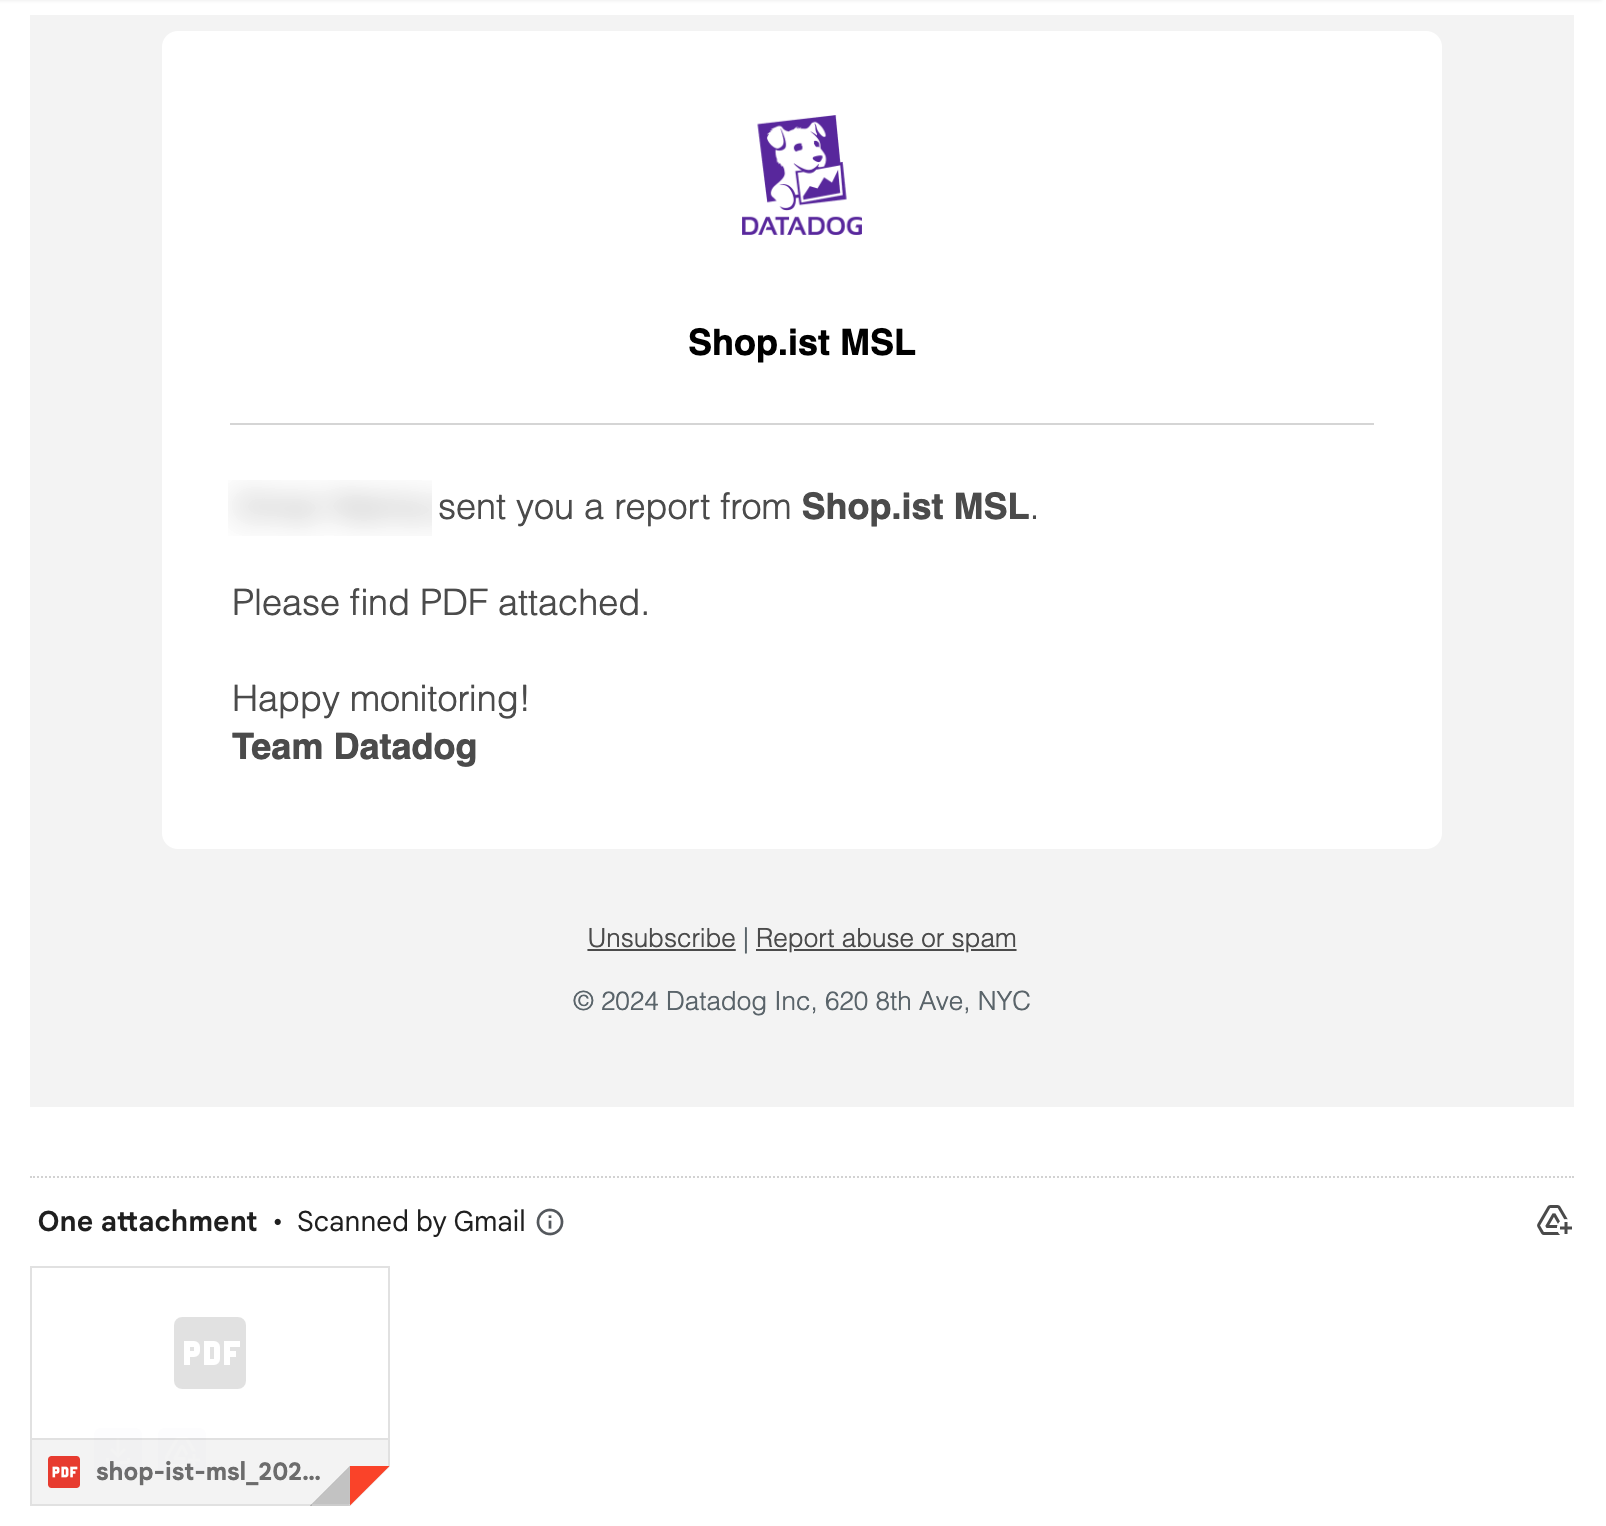 DATADOG
Shop.ist MSL
sent you a report from Shop.ist MSL.
Please find PDF attached.
Happy monitoring!
Team Datadog
Unsubscribe | Report abuse or spam
© 2024 Datadog Inc, 620 8th Ave, NYC
One attachment • Scanned by Gmail
PDF
PDF shop-ist-msl_202...